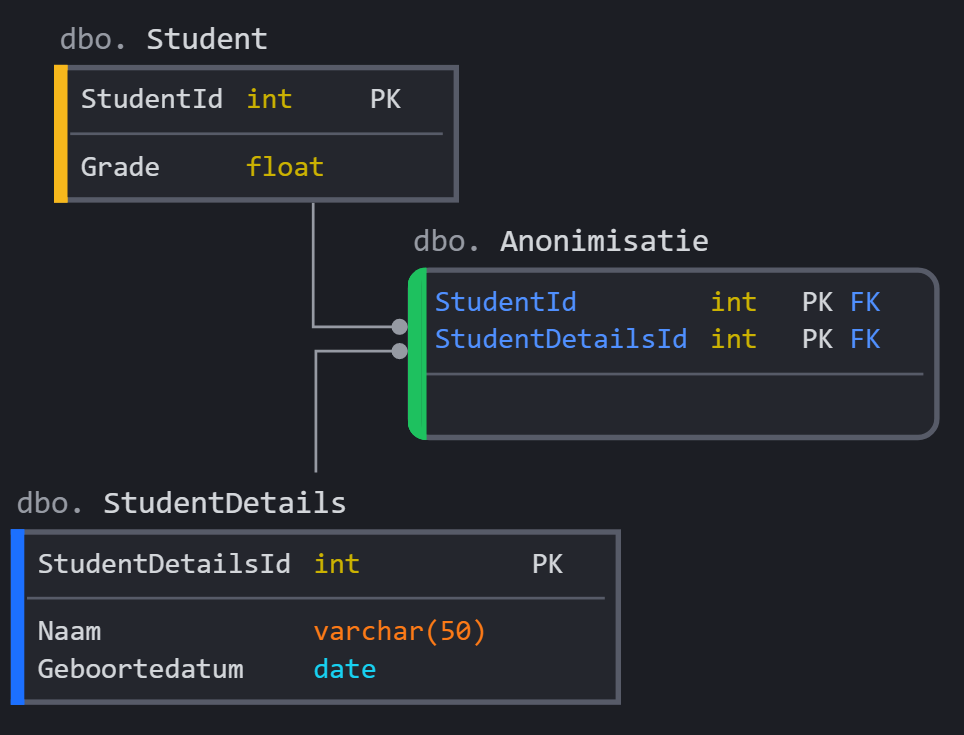 dbo. Student
StudentId int PK
Grade float
dbo. Anonimisatie
StudentId int PK FK
StudentDetailsId int PK FK
dbo. StudentDetails
StudentDetailsId int PK
Naam varchar(50)
Geboortedatum date